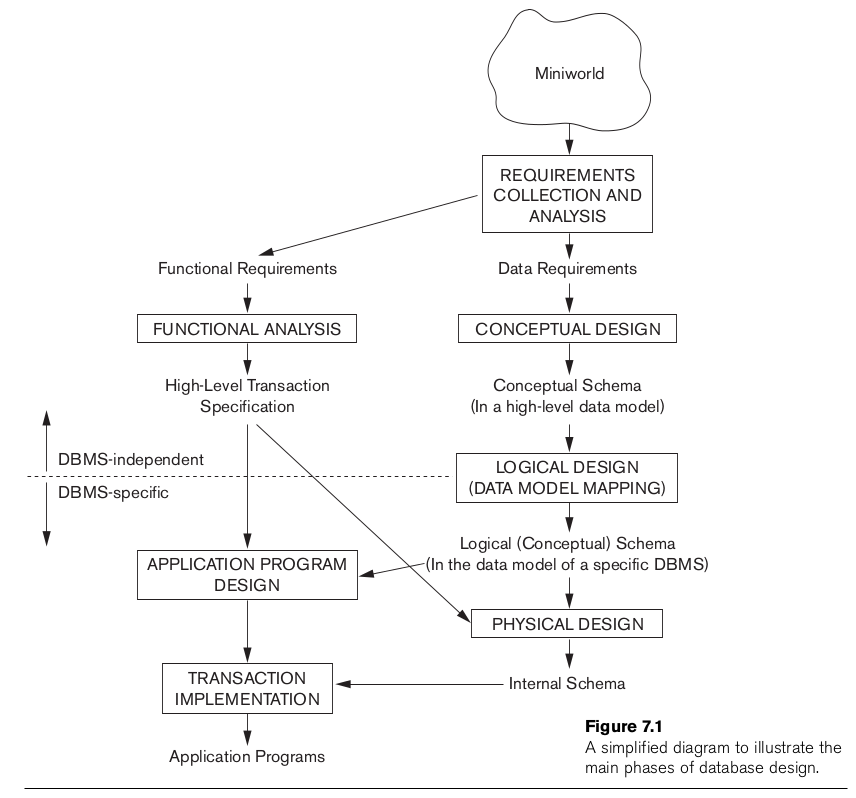 Miniworld
REQUIREMENTS
COLLECTION AND
ANALYSIS
Functional Requirements
Data Requirements
FUNCTIONAL ANALYSIS
CONCEPTUAL DESIGN
High-Level Transaction
Specification
Conceptual Schema
(In a high-level data model)
DBMS-independent
DBMS-specific
LOGICAL DESIGN
(DATA MODEL MAPPING)
Logical (Conceptual) Schema
(In the data model of a specific DBMS)
APPLICATION PROGRAM
DESIGN
PHYSICAL DESIGN
TRANSACTION
IMPLEMENTATION
Internal Schema
Application Programs
Figure 7.1
A simplified diagram to illustrate the
main phases of database design.